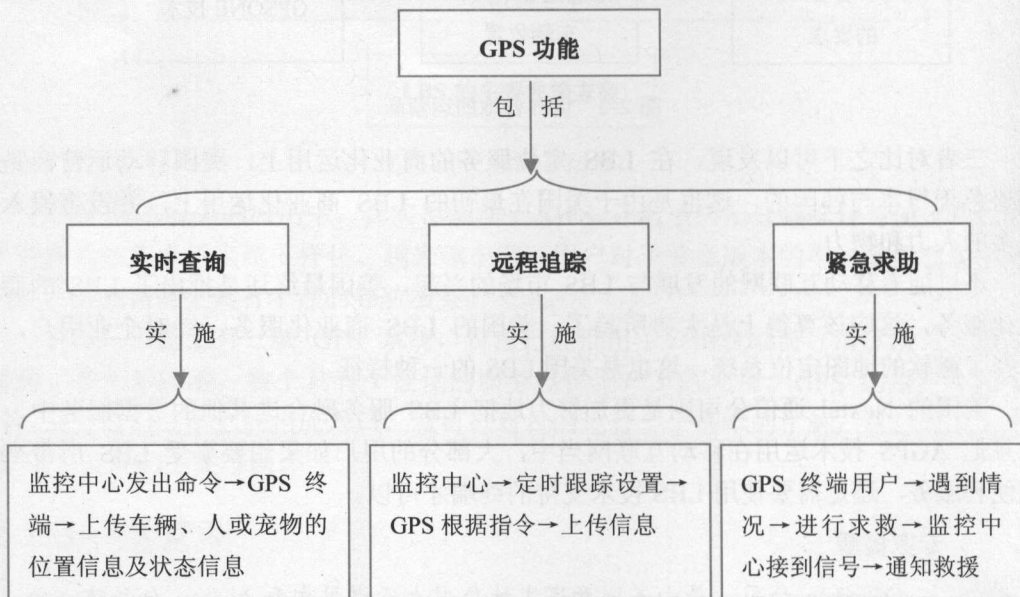 GPS 功能
包 括
实时查询
远程追踪
紧急求助
实 施
实 施
实 施
监控中心发出命令→GPS 终
端→上传车辆、人或宠物的
位置信息及状态信息
监控中心→定时跟踪设置→
GPS 根据指令→上传信息
GPS 终端用户→遇到情
况→进行求救→监控中
心接到信号→通知救援